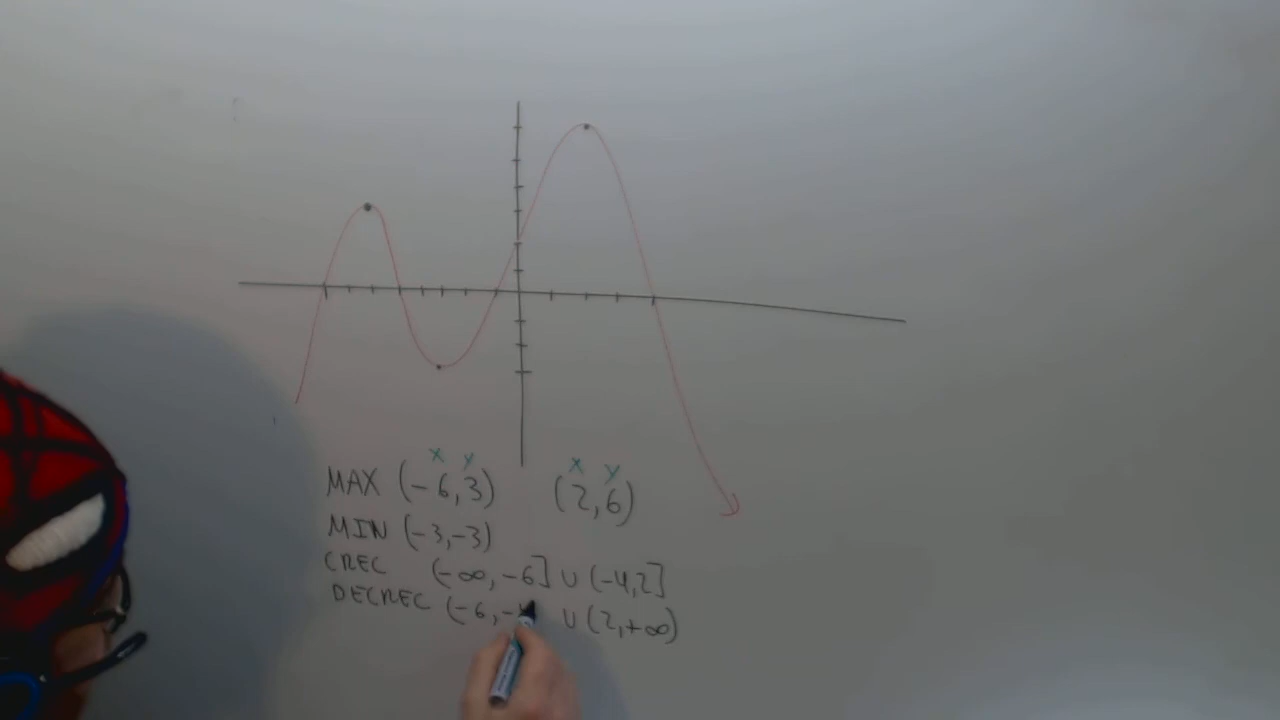 x y x y
MAX (-6,3) (2,6)
MIN (-3,-3)
CREC (-∞,-6] ∪ (-4,2]
DECREC (-6,- ∪ (2,+∞)